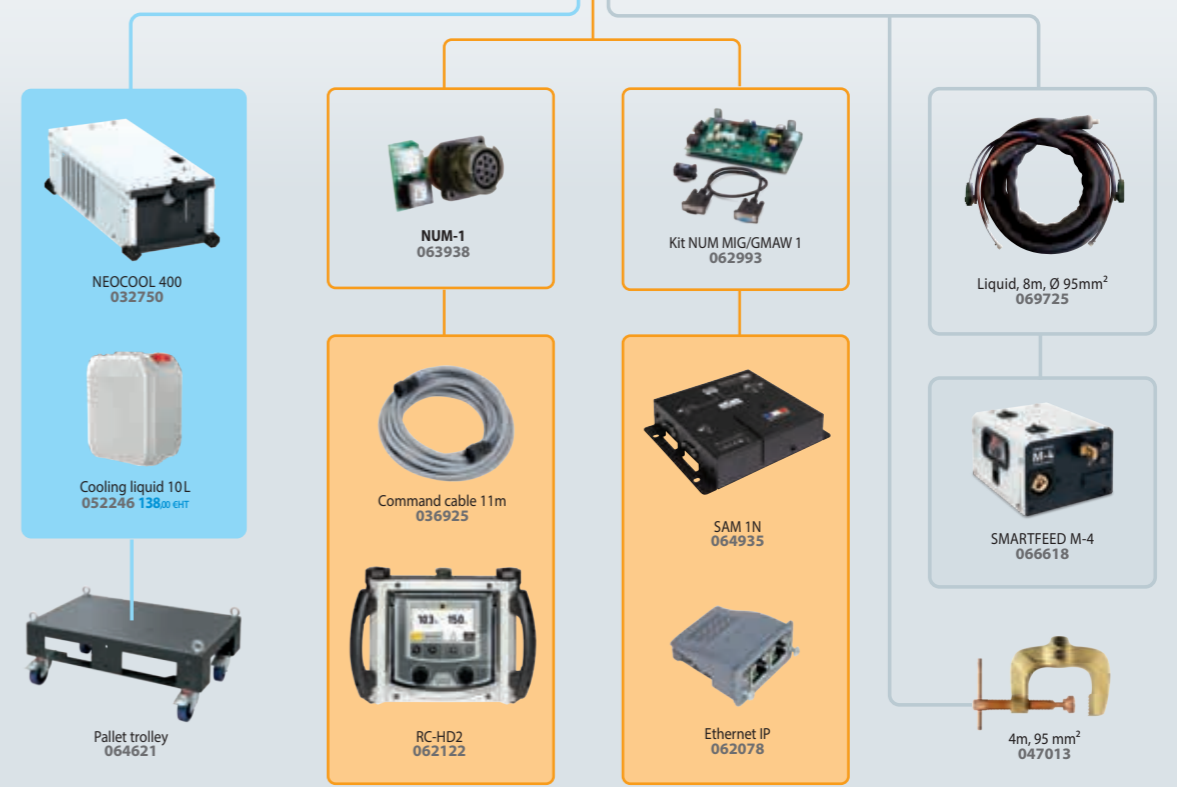 NEOCOOL 400
032750
Cooling liquid 10L
052246 138,00 €HT
Pallet trolley
064621
NUM-1
063938
Command cable 11m
036925
10.3 150
RC-HD2
062122
Kit NUM MIG/GMAW 1
062993
SAM 1N
064935
Ethernet IP
062078
Liquid, 8m, Ø 95mm²
069725
M-4
SMARTFEED M-4
066618
4m, 95 mm²
047013